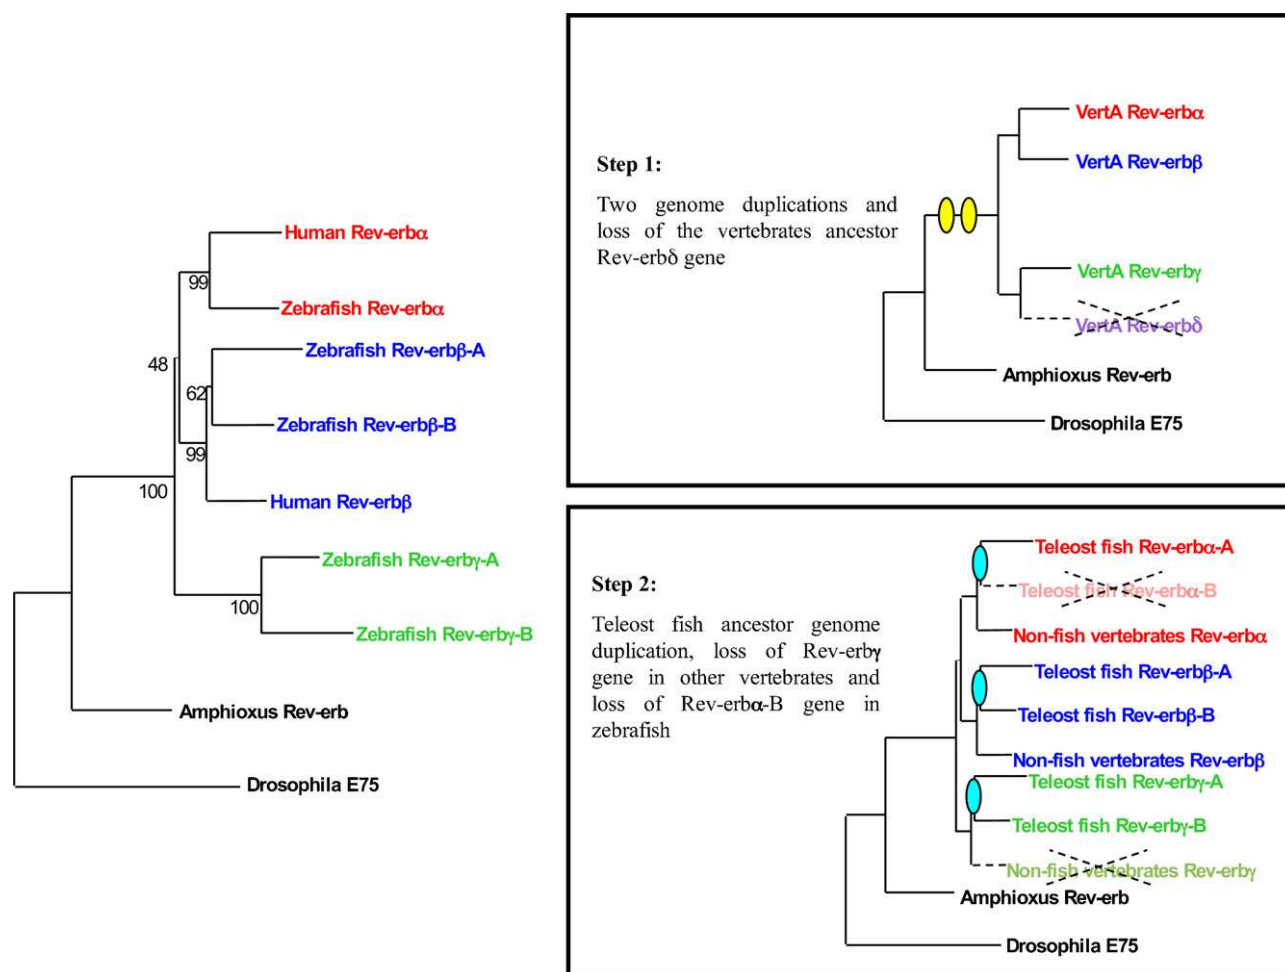 Human Rev-erbα
99
Zebrafish Rev-erbα
Zebrafish Rev-erbβ-A
48
62
Zebrafish Rev-erbβ-B
99
100
Human Rev-erbβ
Zebrafish Rev-erbγ-A
100
Zebrafish Rev-erbγ-B
Amphioxus Rev-erb
Drosophila E75
Step 1:
Two genome duplications and
loss of the vertebrates ancestor
Rev-erbδ gene
VertA Rev-erbα
VertA Rev-erbβ
VertA Rev-erbγ
VertA Rev-erbδ
Amphioxus Rev-erb
Drosophila E75
Step 2:
Teleost fish ancestor genome
duplication, loss of Rev-erbγ
gene in other vertebrates and
loss of Rev-erbα-B gene in
zebrafish
Teleost fish Rev-erbα-A
Teleost fish Rev-erbα-B
Non-fish vertebrates Rev-erbα
Teleost fish Rev-erbβ-A
Teleost fish Rev-erbβ-B
Non-fish vertebrates Rev-erbβ
Teleost fish Rev-erbγ-A
Teleost fish Rev-erbγ-B
Non-fish vertebrates Rev-erbγ
Amphioxus Rev-erb
Drosophila E75